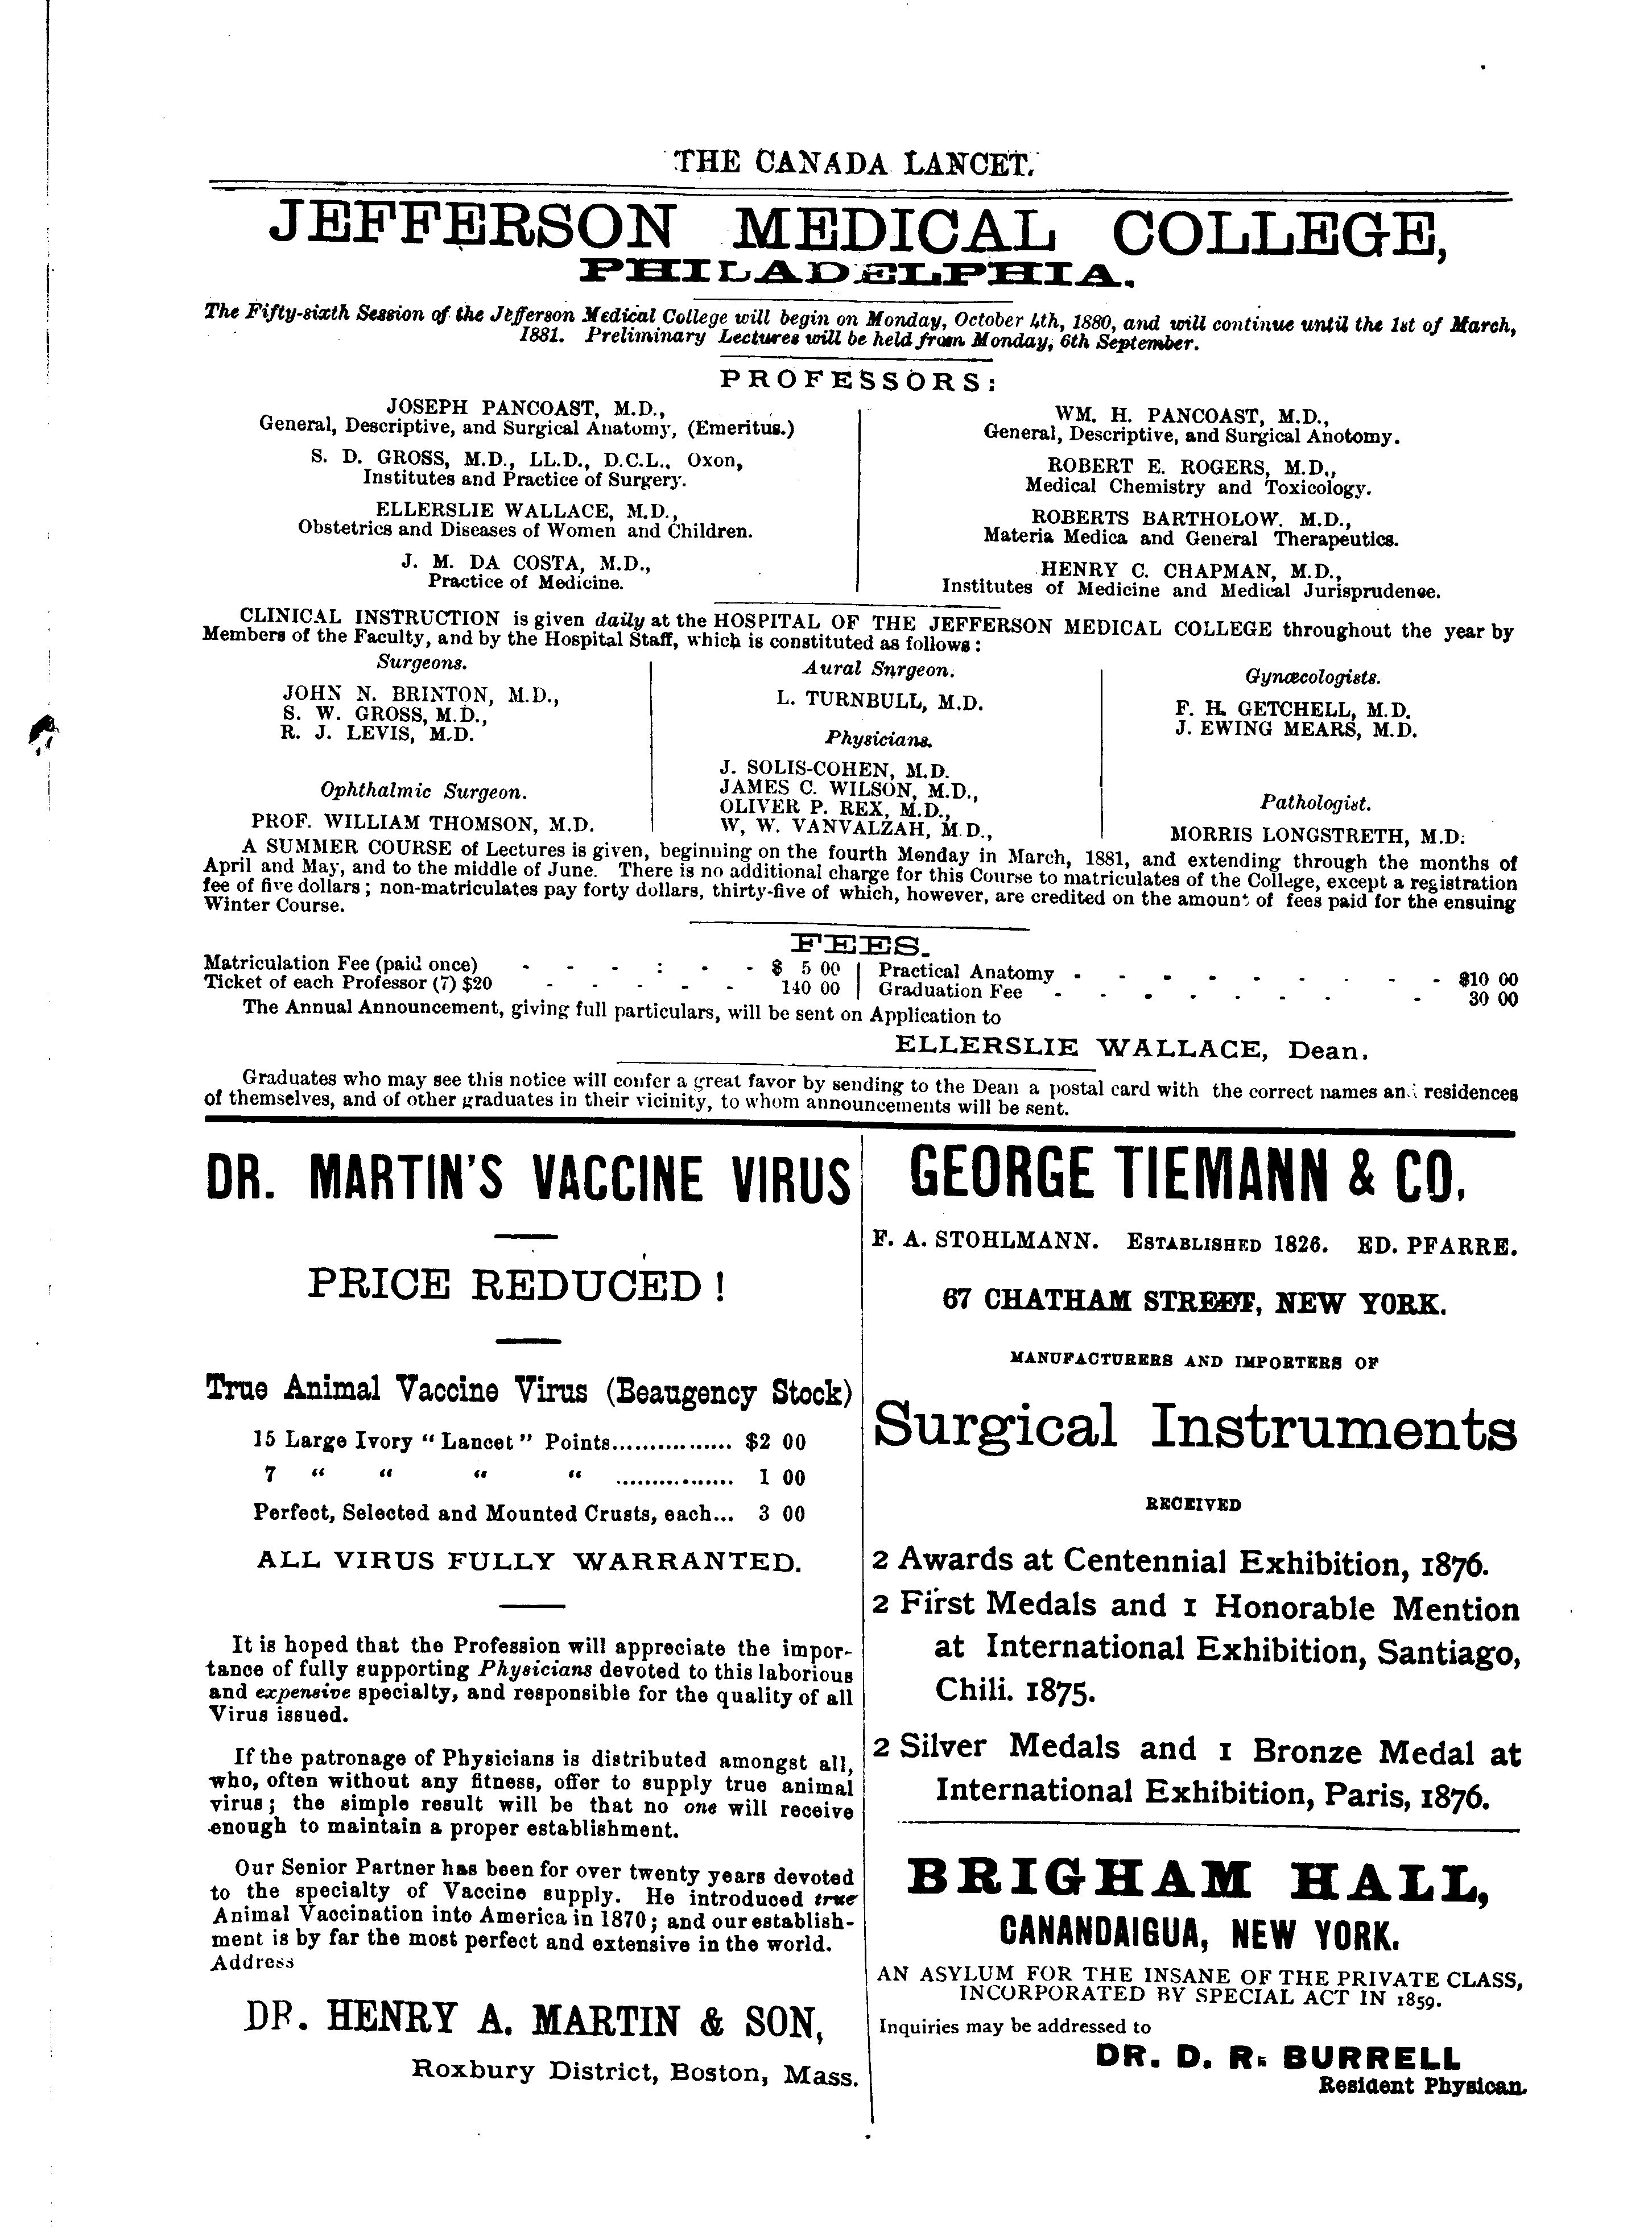 THE CANADA LANCET.
JEFFERSON MEDICAL COLLEGE,
PHILADELPHIA.
The Fifty-sixth Session of the Jefferson Medical College will begin on Monday, October 4th, 1880, and will continue until the 1st of March,
1881. Preliminary Lectures will be held from Monday, 6th September.
PROFESSORS:
JOSEPH PANCOAST, M.D.,
General, Descriptive, and Surgical Anatomy, (Emeritus.)
S. D. GROSS, M.D., LL.D., D.C.L., Oxon,
Institutes and Practice of Surgery.
ELLERSLIE WALLACE, M.D.,
Obstetrics and Diseases of Women and Children.
J. M. DA COSTA, M.D.,
Practice of Medicine.
WM. H. PANCOAST, M.D.,
General, Descriptive, and Surgical Anotomy.
ROBERT E. ROGERS, M.D.,
Medical Chemistry and Toxicology.
ROBERTS BARTHOLOW. M.D.,
Materia Medica and General Therapeutics.
HENRY C. CHAPMAN, M.D.,
Institutes of Medicine and Medical Jurisprudence.
CLINICAL INSTRUCTION is given daily at the HOSPITAL OF THE JEFFERSON MEDICAL COLLEGE throughout the year by
Members of the Faculty, and by the Hospital Staff, which is constituted as follows:
Surgeons.
JOHN N. BRINTON, M.D.,
S. W. GROSS, M.D.,
R. J. LEVIS, M.D.
Ophthalmic Surgeon.
PROF. WILLIAM THOMSON, M.D.
Aural Snrgeon.
L. TURNBULL, M.D.
Physicians.
J. SOLIS-COHEN, M.D.
JAMES C. WILSON, M.D.,
OLIVER P. REX, M.D.,
W, W. VANVALZAH, M.D.,
Gynæcologists.
F. H. GETCHELL, M.D.
J. EWING MEARS, M.D.
Pathologist.
MORRIS LONGSTRETH, M.D.
A SUMMER COURSE of Lectures is given, beginning on the fourth Monday in March, 1881, and extending through the months of
April and May, and to the middle of June. There is no additional charge for this Course to matriculates of the College, except a registration
fee of five dollars; non-matriculates pay forty dollars, thirty-five of which, however, are credited on the amount of fees paid for the ensuing
Winter Course.
FEES.
Matriculation Fee (paid once) - - - : - - $ 5 00
Ticket of each Professor (7) $20 - - - - - 140 00
Practical Anatomy - - - - - - - - - $10 00
Graduation Fee - - - - - - - - 30 00
The Annual Announcement, giving full particulars, will be sent on Application to
ELLERSLIE WALLACE, Dean.
Graduates who may see this notice will confer a great favor by sending to the Dean a postal card with the correct names and residences
of themselves, and of other graduates in their vicinity, to whom announcements will be sent.
DR. MARTIN'S VACCINE VIRUS
PRICE REDUCED!
True Animal Vaccine Virus (Beaugency Stock)
15 Large Ivory "Lancet" Points................ $2 00
7 " " " " ................ 1 00
Perfect, Selected and Mounted Crusts, each... 3 00
ALL VIRUS FULLY WARRANTED.
It is hoped that the Profession will appreciate the impor-
tance of fully supporting Physicians devoted to this laborious
and expensive specialty, and responsible for the quality of all
Virus issued.
If the patronage of Physicians is distributed amongst all,
who, often without any fitness, offer to supply true animal
virus; the simple result will be that no one will receive
enough to maintain a proper establishment.
Our Senior Partner has been for over twenty years devoted
to the specialty of Vaccine supply. He introduced true
Animal Vaccination into America in 1870; and our establish-
ment is by far the most perfect and extensive in the world.
Address
DR. HENRY A. MARTIN & SON,
Roxbury District, Boston, Mass.
GEORGE TIEMANN & CO.
F. A. STOHLMANN. ESTABLISHED 1826. ED. PFARRE.
67 CHATHAM STREET, NEW YORK.
MANUFACTURERS AND IMPORTERS OF
Surgical Instruments
RECEIVED
2 Awards at Centennial Exhibition, 1876.
2 First Medals and 1 Honorable Mention
at International Exhibition, Santiago,
Chili. 1875.
2 Silver Medals and 1 Bronze Medal at
International Exhibition, Paris, 1876.
BRIGHAM HALL,
CANANDAIGUA, NEW YORK.
AN ASYLUM FOR THE INSANE OF THE PRIVATE CLASS,
INCORPORATED BY SPECIAL ACT IN 1859.
Inquiries may be addressed to
DR. D. R. BURRELL
Resident Physican.